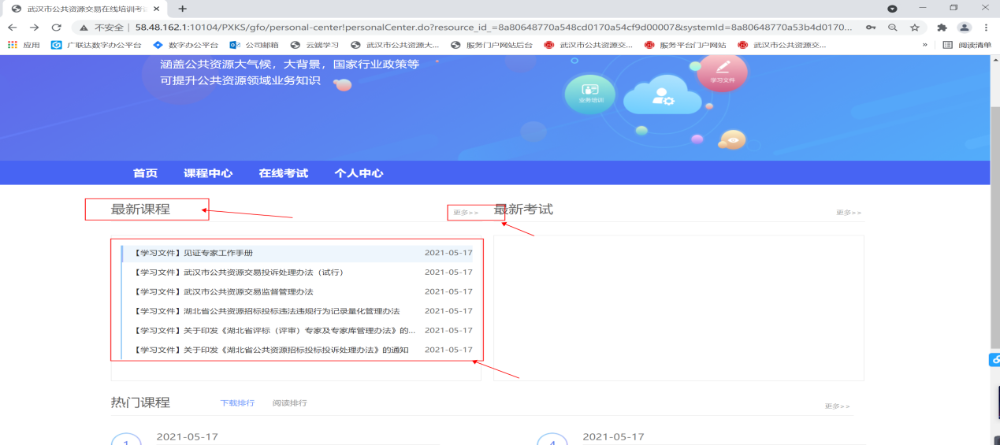 武汉市公共资源交易在线培训考试
不安全 | 58.48.162.1:10104/PXKS/gfo/personal-center!personalCenter.do?resource_id_=8a80648770a548cd0170a54cf9d00007&systemId=8a80648770a53b4d0170...
应用 广联达数字办公平台 数字办公平台 公司邮箱 云端学习 武汉市公共资源大... 服务门户网站后台 武汉市公共资源交... 服务平台门户网站 武汉市公共资源交... » 阅读清单
涵盖公共资源大气候，大背景，国家行业政策等
可提升公共资源领域业务知识
学习文件
业务培训
首页 课程中心 在线考试 个人中心
最新课程 更多>> 最新考试 更多>>
【学习文件】见证专家工作手册 2021-05-17
【学习文件】武汉市公共资源交易投诉处理办法（试行） 2021-05-17
【学习文件】武汉市公共资源交易监督管理办法 2021-05-17
【学习文件】湖北省公共资源招标投标违法违规行为记录量化管理办法 2021-05-17
【学习文件】关于印发《湖北省评标（评审）专家及专家库管理办法》的... 2021-05-17
【学习文件】关于印发《湖北省公共资源招标投标投诉处理办法》的通知 2021-05-17
热门课程 下载排行 阅读排行 更多>>
1 2021-05-17 4 2021-05-17